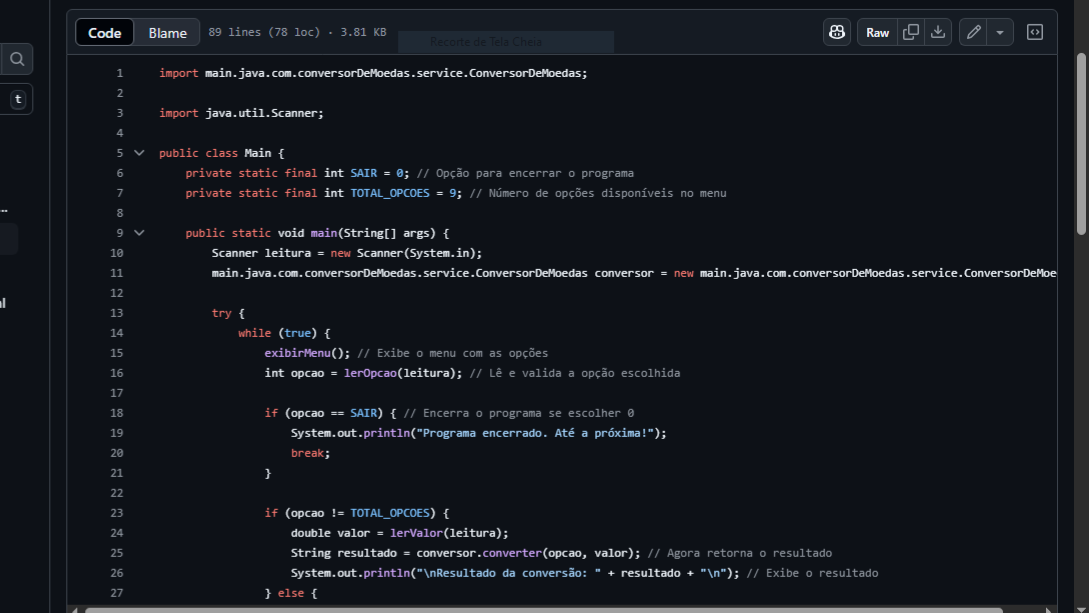 Code Blame 89 lines (78 loc) · 3.81 KB Raw
Recorte de Tela Cheia
t
...
al
1 import main.java.com.conversorDeMoedas.service.ConversorDeMoedas;
2
3 import java.util.Scanner;
4
5 public class Main {
6 private static final int SAIR = 0; // Opção para encerrar o programa
7 private static final int TOTAL_OPCOES = 9; // Número de opções disponíveis no menu
8
9 public static void main(String[] args) {
10 Scanner leitura = new Scanner(System.in);
11 main.java.com.conversorDeMoedas.service.ConversorDeMoedas conversor = new main.java.com.conversorDeMoedas.service.ConversorDeMoe
12
13 try {
14 while (true) {
15 exibirMenu(); // Exibe o menu com as opções
16 int opcao = lerOpcao(leitura); // Lê e valida a opção escolhida
17
18 if (opcao == SAIR) { // Encerra o programa se escolher 0
19 System.out.println("Programa encerrado. Até a próxima!");
20 break;
21 }
22
23 if (opcao != TOTAL_OPCOES) {
24 double valor = lerValor(leitura);
25 String resultado = conversor.converter(opcao, valor); // Agora retorna o resultado
26 System.out.println("\nResultado da conversão: " + resultado + "\n"); // Exibe o resultado
27 } else {